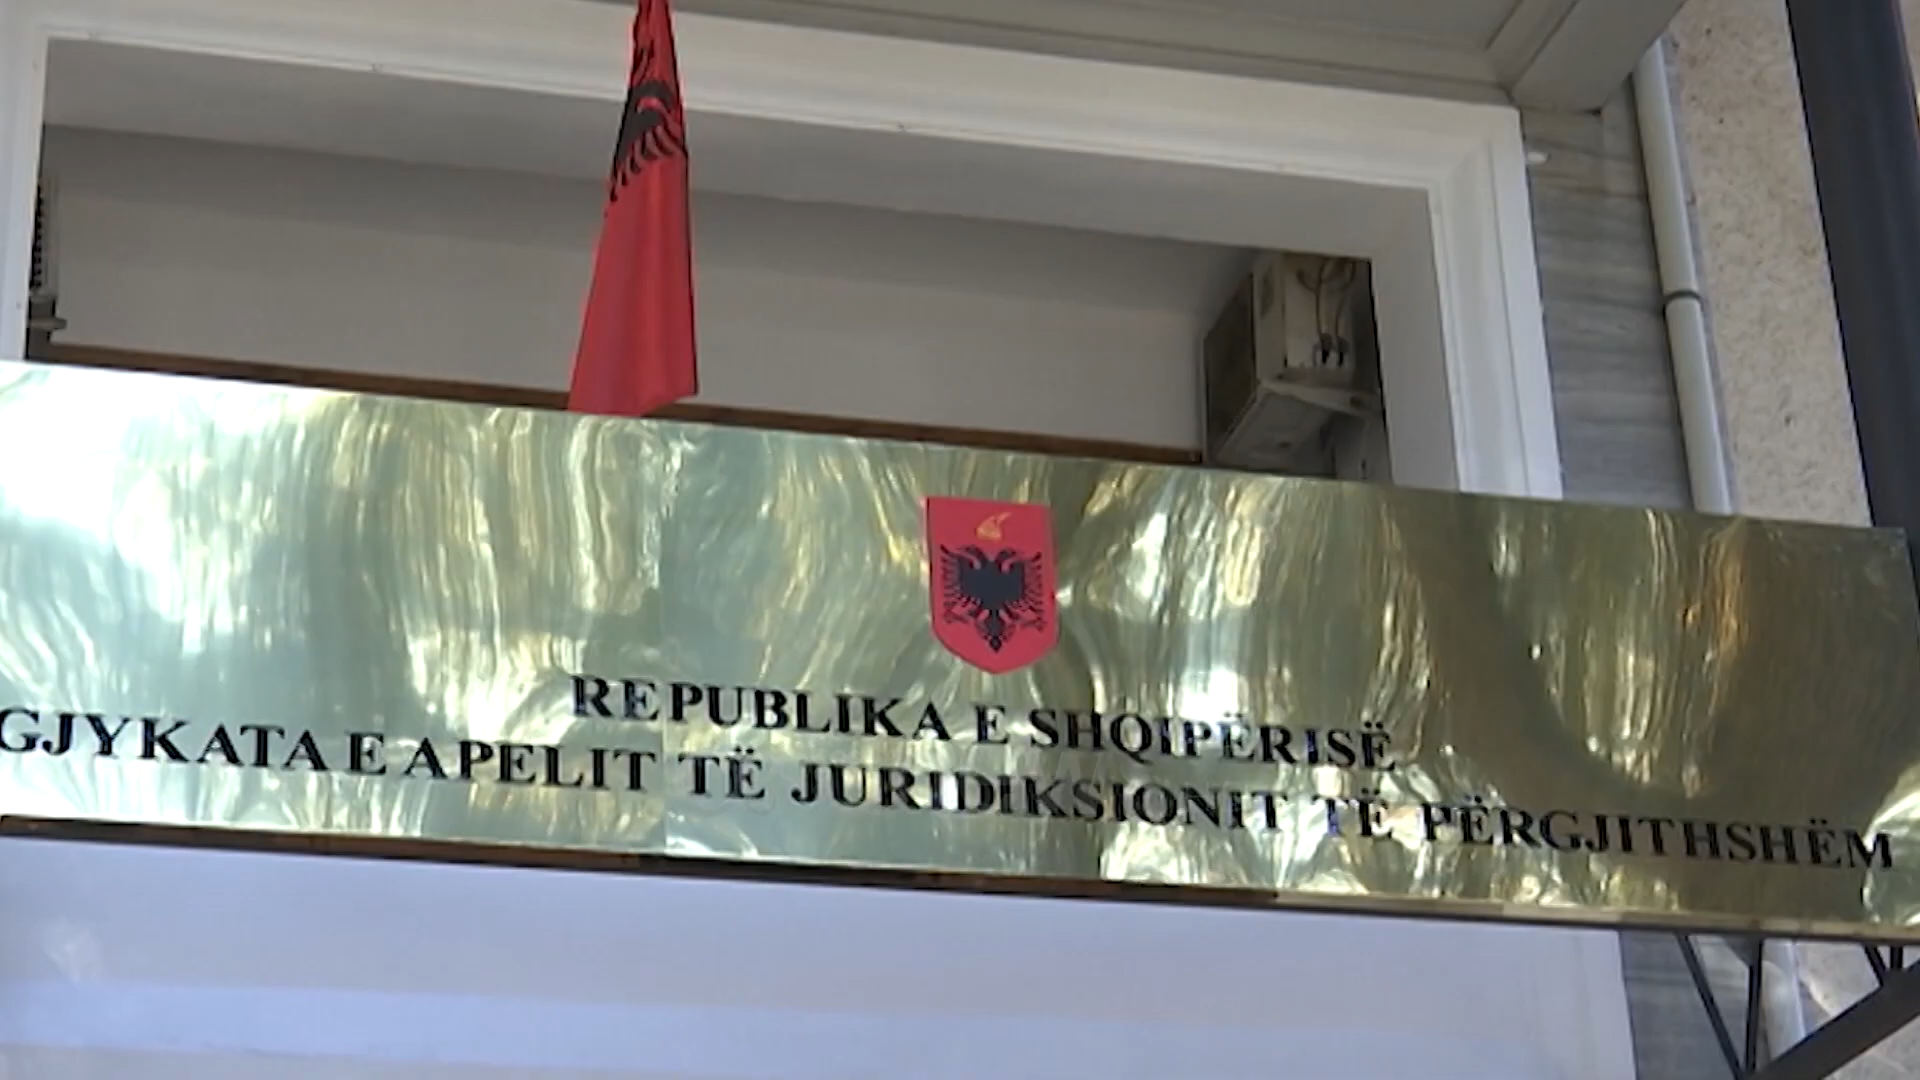 REPUBLIKA E SHQIPËRISË
GJYKATA E APELIT TË JURIDIKSIONIT TË PËRGJITHSHËM